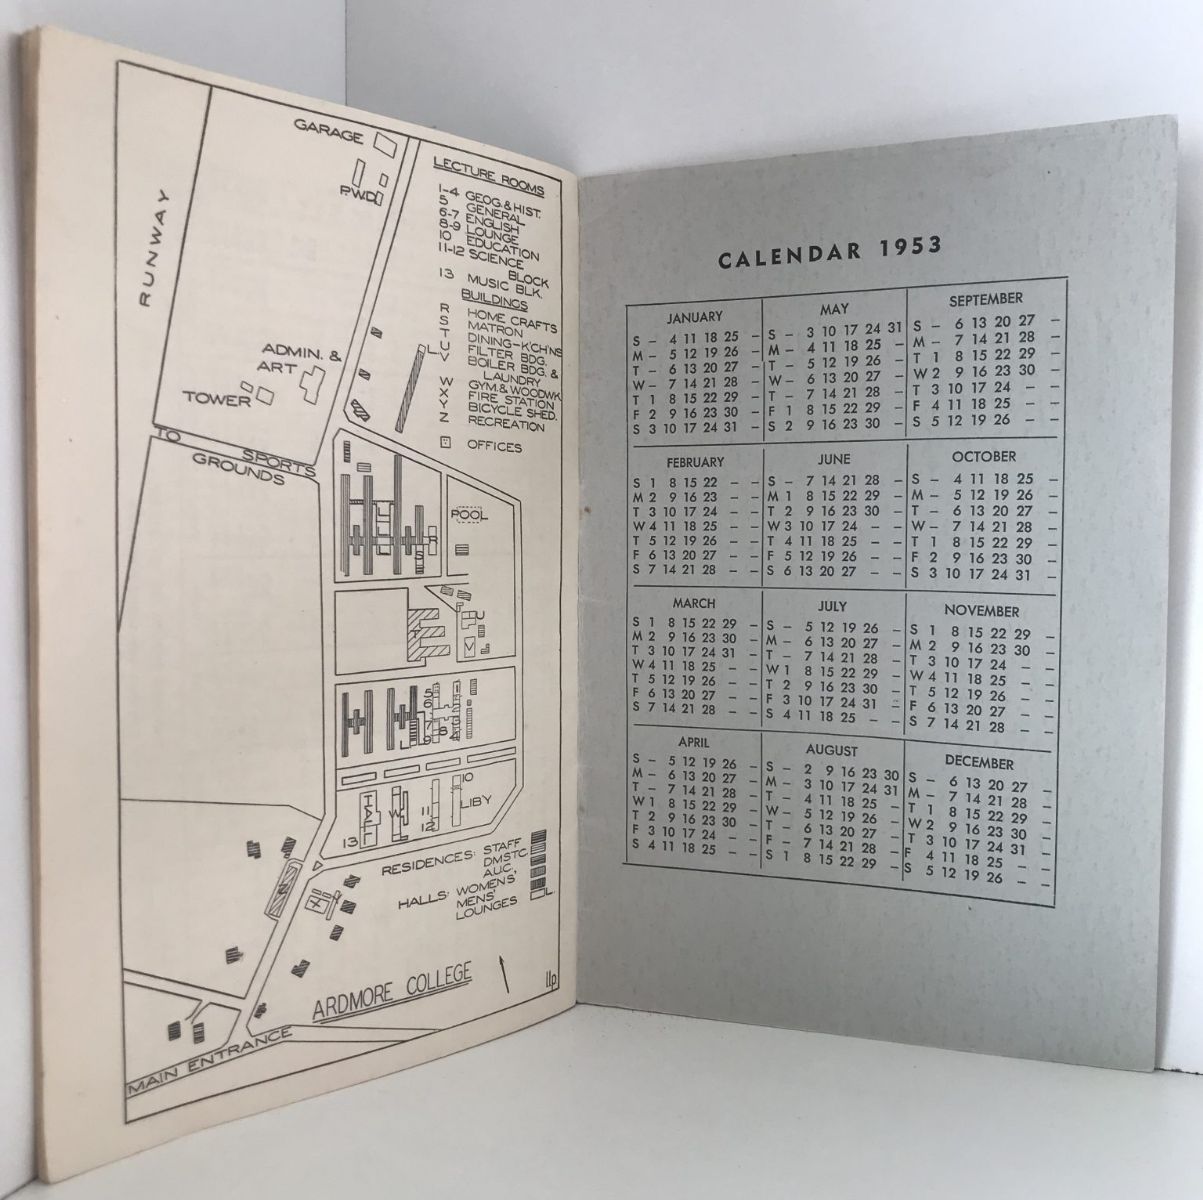 GARAGE
P.W.D.
RUNWAY
ADMIN. &
ART
TOWER
TO SPORTS
GROUNDS
LECTURE ROOMS
1-4 GEOG. & HIST.
5 GENERAL
6-7 ENGLISH
8-9 LOUNGE
10 EDUCATION
11-12 SCIENCE
BLOCK
13 MUSIC BLK.
BUILDINGS
R HOME CRAFTS
S MATRON
T DINING-K'CH'NS
U FILTER BDG.
V BOILER BDG. &
LAUNDRY
W GYM. & WOODWK
X FIRE STATION
Y BICYCLE SHED.
Z RECREATION
OFFICES
L
POOL
R
S
T
U
V
L
10
LIBY
HALL
W
11
12
13
RESIDENCES: STAFF
DMSTC.
A.U.C.
HALLS: WOMENS'
MENS'
LOUNGES L.
X
ARDMORE COLLEGE
llp
MAIN ENTRANCE
CALENDAR 1953
JANUARY
S – 4 11 18 25 –
M – 5 12 19 26 –
T – 6 13 20 27 –
W – 7 14 21 28 –
T 1 8 15 22 29 –
F 2 9 16 23 30 –
S 3 10 17 24 31 –
MAY
S – 3 10 17 24 31
M – 4 11 18 25 –
T – 5 12 19 26 –
W – 6 13 20 27 –
T – 7 14 21 28 –
F 1 8 15 22 29 –
S 2 9 16 23 30 –
SEPTEMBER
S – 6 13 20 27 –
M – 7 14 21 28 –
T 1 8 15 22 29 –
W 2 9 16 23 30 –
T 3 10 17 24 – –
F 4 11 18 25 – –
S 5 12 19 26 – –
FEBRUARY
S 1 8 15 22 – –
M 2 9 16 23 – –
T 3 10 17 24 – –
W 4 11 18 25 – –
T 5 12 19 26 – –
F 6 13 20 27 – –
S 7 14 21 28 – –
JUNE
S – 7 14 21 28 –
M 1 8 15 22 29 –
T 2 9 16 23 30 –
W 3 10 17 24 – –
T 4 11 18 25 – –
F 5 12 19 26 – –
S 6 13 20 27 – –
OCTOBER
S – 4 11 18 25 –
M – 5 12 19 26 –
T – 6 13 20 27 –
W – 7 14 21 28 –
T 1 8 15 22 29 –
F 2 9 16 23 30 –
S 3 10 17 24 31 –
MARCH
S 1 8 15 22 29 –
M 2 9 16 23 30 –
T 3 10 17 24 31 –
W 4 11 18 25 – –
T 5 12 19 26 – –
F 6 13 20 27 – –
S 7 14 21 28 – –
JULY
S – 5 12 19 26 –
M – 6 13 20 27 –
T – 7 14 21 28 –
W 1 8 15 22 29 –
T 2 9 16 23 30 –
F 3 10 17 24 31 –
S 4 11 18 25 – –
NOVEMBER
S 1 8 15 22 29 –
M 2 9 16 23 30 –
T 3 10 17 24 – –
W 4 11 18 25 – –
T 5 12 19 26 – –
F 6 13 20 27 – –
S 7 14 21 28 – –
APRIL
S – 5 12 19 26 –
M – 6 13 20 27 –
T – 7 14 21 28 –
W 1 8 15 22 29 –
T 2 9 16 23 30 –
F 3 10 17 24 – –
S 4 11 18 25 – –
AUGUST
S – 2 9 16 23 30
M – 3 10 17 24 31
T – 4 11 18 25 –
W – 5 12 19 26 –
T – 6 13 20 27 –
F – 7 14 21 28 –
S 1 8 15 22 29 –
DECEMBER
S – 6 13 20 27 –
M – 7 14 21 28 –
T 1 8 15 22 29 –
W 2 9 16 23 30 –
T 3 10 17 24 31 –
F 4 11 18 25 – –
S 5 12 19 26 – –